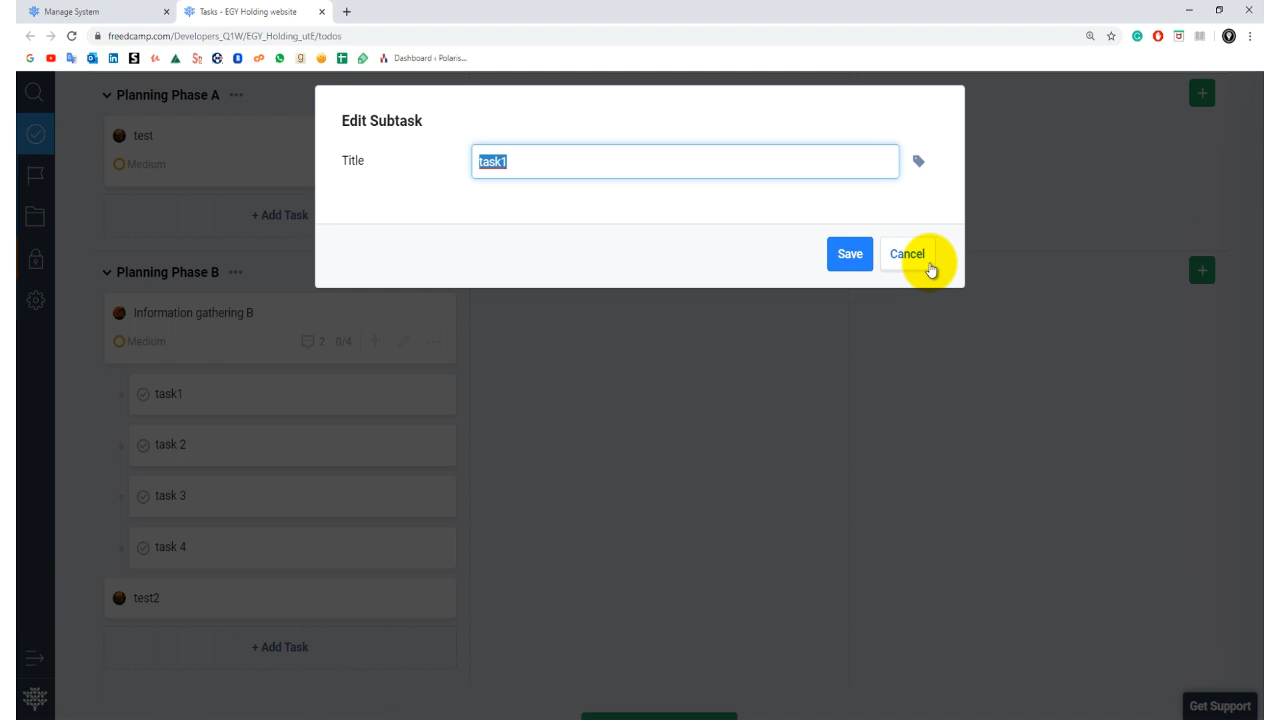 Manage System
Tasks - EGY Holding website
freedcamp.com/Developers_Q1W/EGY_Holding_utE/todos
Dashboard ‹ Polaris...
Planning Phase A
test
Medium
+ Add Task
Edit Subtask
Title
task1
Save
Cancel
Planning Phase B
Information gathering B
Medium
2 0/4
task1
task 2
task 3
task 4
test2
+ Add Task
Get Support